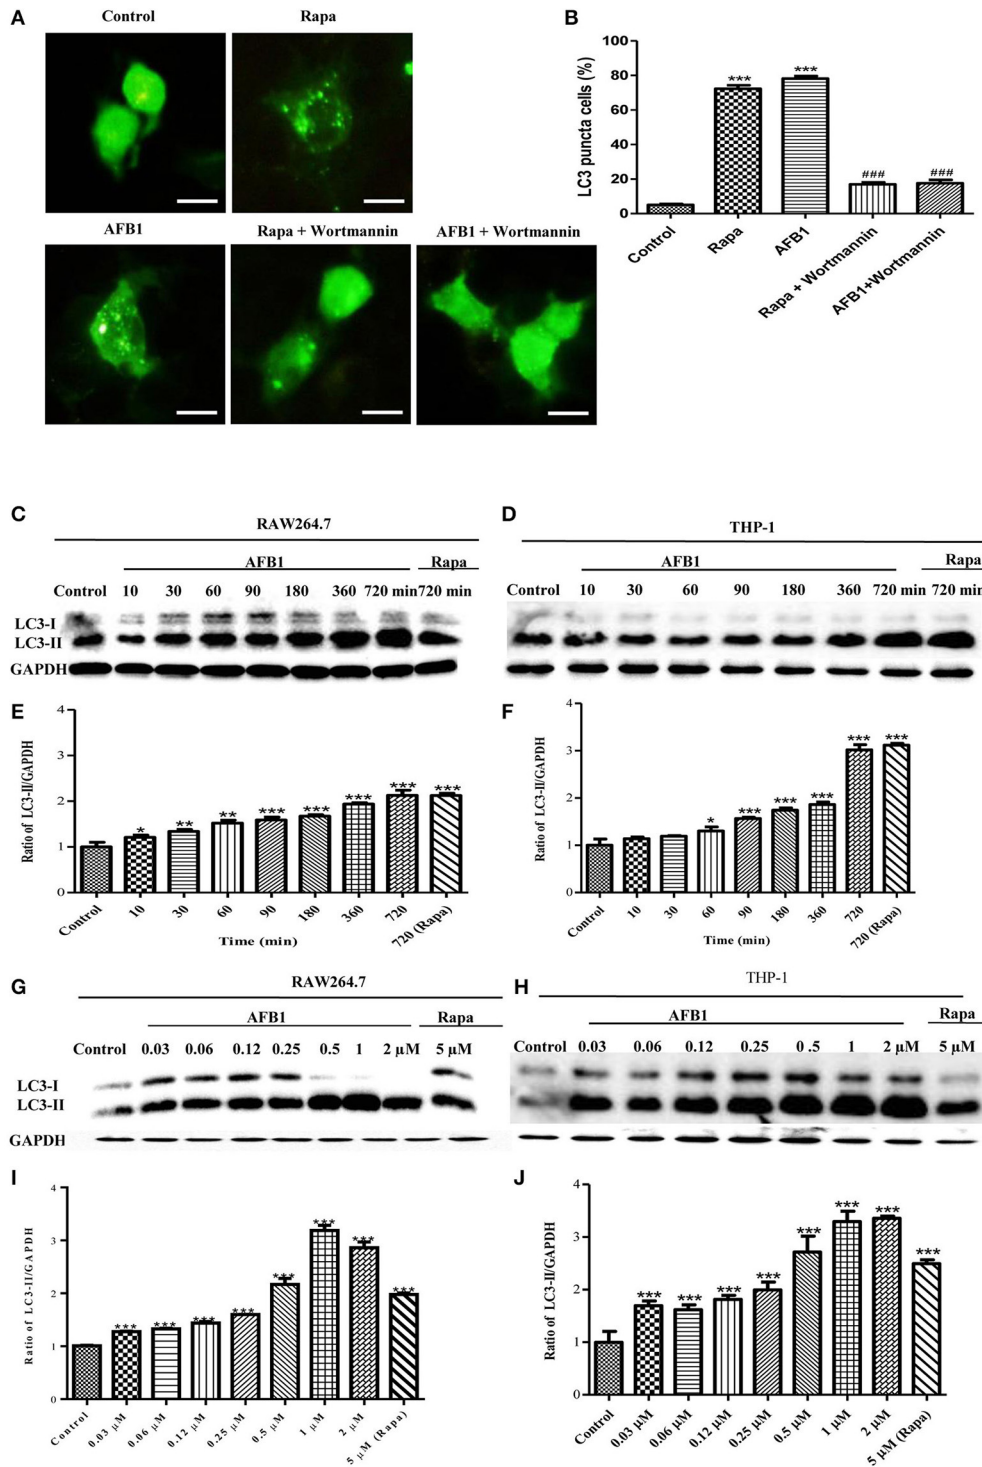 A
Control
Rapa
AFB1
Rapa + Wortmannin
AFB1 + Wortmannin
B
LC3 puncta cells (%)
100
80
60
40
20
0
***
***
###
###
Control
Rapa
AFB1
Rapa + Wortmannin
AFB1+Wortmannin
C
RAW264.7
AFB1
Rapa
Control 10 30 60 90 180 360 720 min 720 min
LC3-I
LC3-II
GAPDH
D
THP-1
AFB1
Rapa
Control 10 30 60 90 180 360 720 min 720 min
E
Ratio of LC3-II/GAPDH
4
3
2
1
0
* ** ** *** *** *** *** ***
Control 10 30 60 90 180 360 720 720 (Rapa)
Time (min)
F
Ratio of LC3-II/GAPDH
4
3
2
1
0
* *** *** *** *** ***
Control 10 30 60 90 180 360 720 720 (Rapa)
Time (min)
G
RAW264.7
AFB1
Rapa
Control 0.03 0.06 0.12 0.25 0.5 1 2 µM 5 µM
LC3-I
LC3-II
GAPDH
H
THP-1
AFB1
Rapa
Control 0.03 0.06 0.12 0.25 0 .5 1 2 µM 5 µM
I
Ratio of LC3-II/GAPDH
4
3
2
1
0
*** *** *** *** *** *** *** ***
Control 0.03 µM 0.06 µM 0.12 µM 0.25 µM 0.5 µM 1 µM 2 µM 5 µM (Rapa)
J
Ratio of LC3-II/GAPDH
4
3
2
1
0
*** *** *** *** *** *** *** ***
Control 0.03 µM 0.06 µM 0.12 µM 0.25 µM 0.5 µM 1 µM 2 µM 5 µM (Rapa)